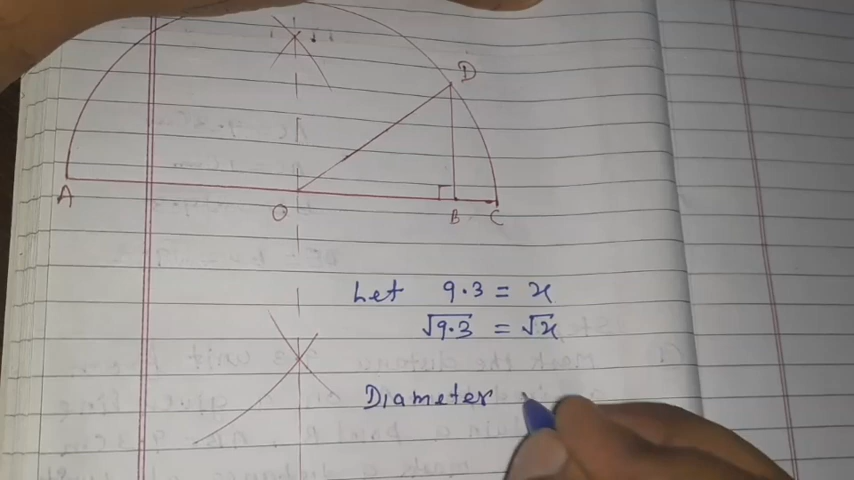 D
A
O
B
C
Let 9.3 = x
√9.3 = √x
Diameter